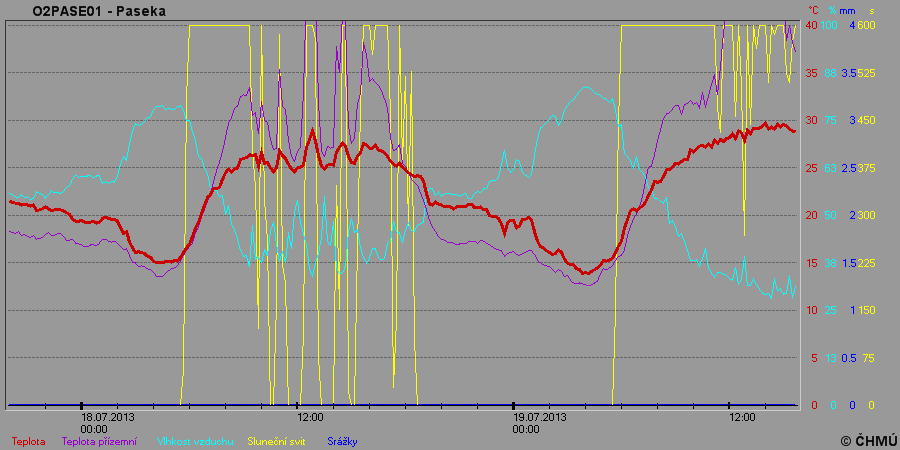 O2PASE01 - Paseka
°C % mm s
40 100 4 600
35 88 3.5 525
30 75 3 450
25 63 2.5 375
20 50 2 300
15 38 1.5 225
10 25 1 150
5 13 0.5 75
0 0 0 0
18.07.2013 12:00 19.07.2013 12:00
00:00 00:00
Teplota Teplota přízemní Vlhkost vzduchu Sluneční svit Srážky
© ČHMÚ